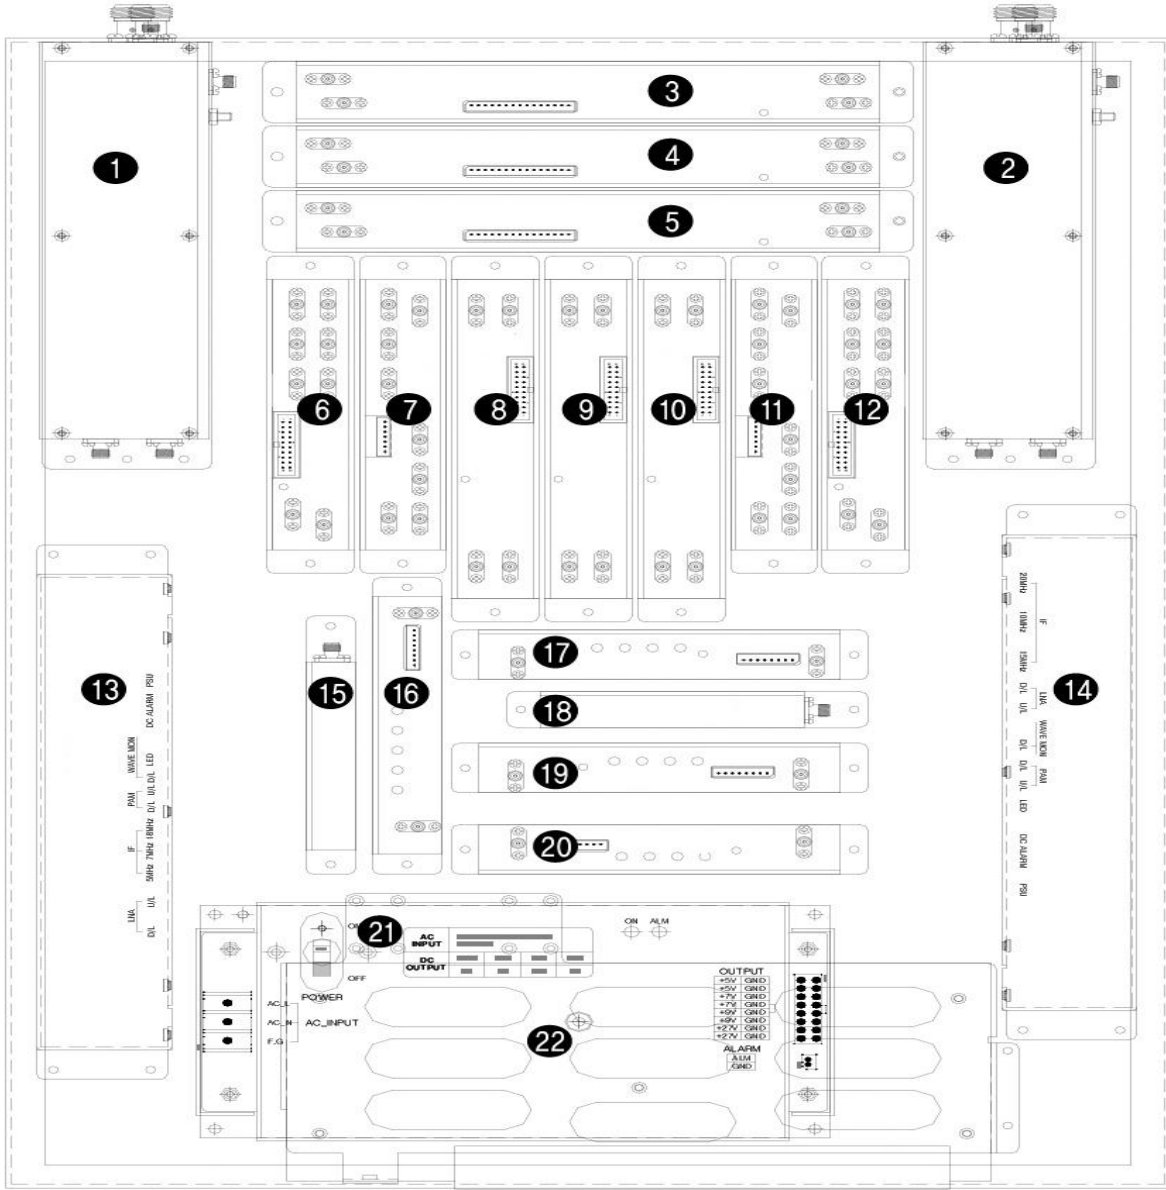 1
2
3
4
5
6
7
8
9
10
11
12
13
14
15
16
17
18
19
20
21
22
PSU
DC ALARM
LED
D/L
WAVE MON
U/L
D/L
PAM
18MHz
7MHz
5MHz
IF
U/L
D/L
LNA
20MHz
10MHz
15MHz
IF
D/L
U/L
LNA
D/L
WAVE MON
D/L
U/L
PAM
LED
DC ALARM
PSU
OFF
POWER
AC INPUT
DC OUTPUT
ON ALM
AC_L
AC_N AC_INPUT
F.G
OUTPUT
+5V GND
+5V GND
+7V GND
+7V GND
+9V GND
+9V GND
+27V GND
+27V GND
ALARM
ALM
GND